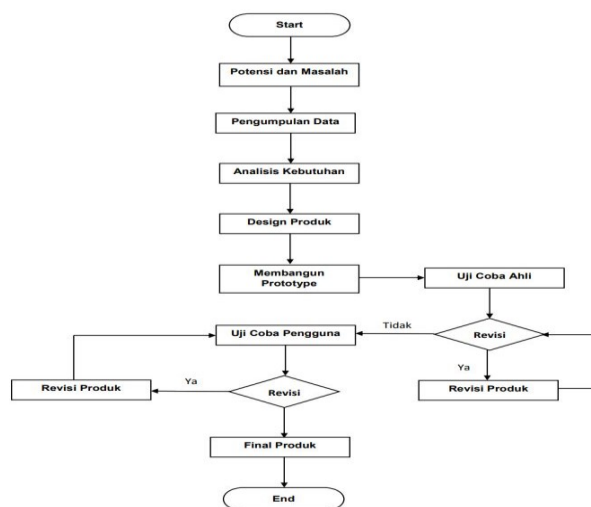 Start
Potensi dan Masalah
Pengumpulan Data
Analisis Kebutuhan
Design Produk
Membangun
Prototype
Uji Coba Ahli
Tidak
Uji Coba Pengguna
Revisi
Ya
Ya
Revisi Produk
Revisi
Revisi Produk
Final Produk
End